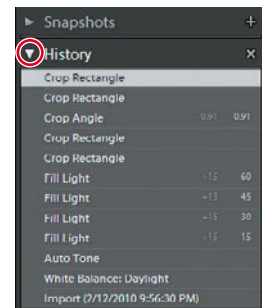 Snapshots +
History ×
Crop Rectangle
Crop Rectangle
Crop Angle 0.91 0.91
Crop Rectangle
Crop Rectangle
Fill Light +15 60
Fill Light +15 45
Fill Light +15 30
Fill Light +15 15
Auto Tone
White Balance: Daylight
Import (2/12/2010 9:56:30 PM)